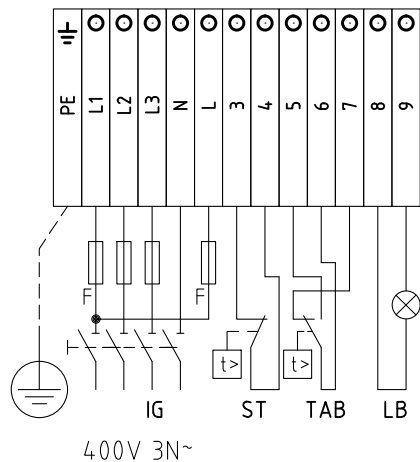 PE L1 L2 L3 N L 3 4 5 6 7 8 9
F F
t> t>
IG ST TAB LB
400V 3N~